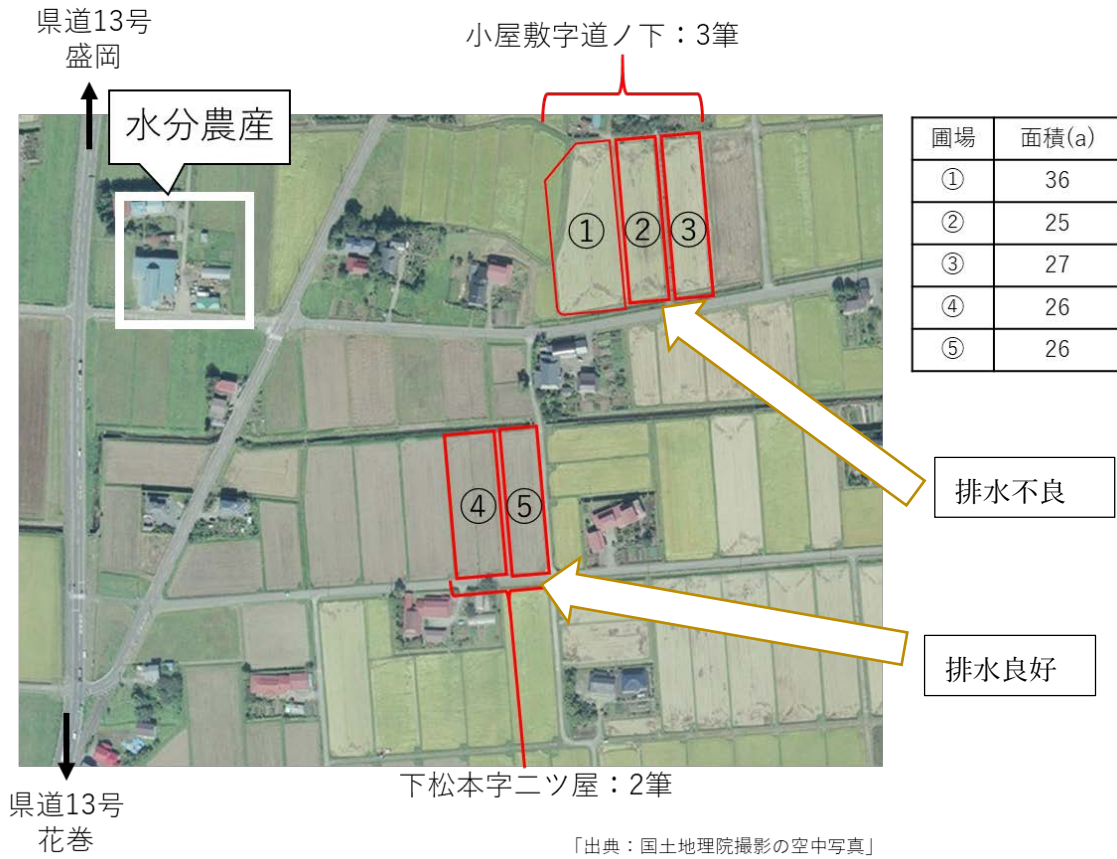 県道13号
盛岡
小屋敷字道ノ下：3筆
水分農産
圃場 面積(a)
① 36
② 25
③ 27
④ 26
⑤ 26
①
②
③
④
⑤
排水不良
排水良好
下松本字二ツ屋：2筆
県道13号
花巻
「出典：国土地理院撮影の空中写真」